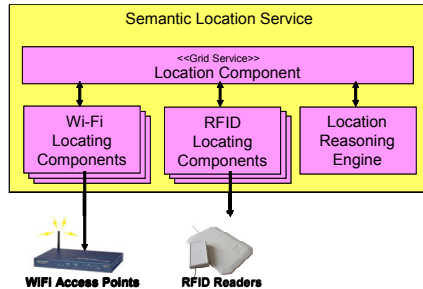 Semantic Location Service
<<Grid Service>>
Location Component
Wi-Fi
Locating
Components
RFID
Locating
Components
Location
Reasoning
Engine
WiFi Access Points
RFID Readers